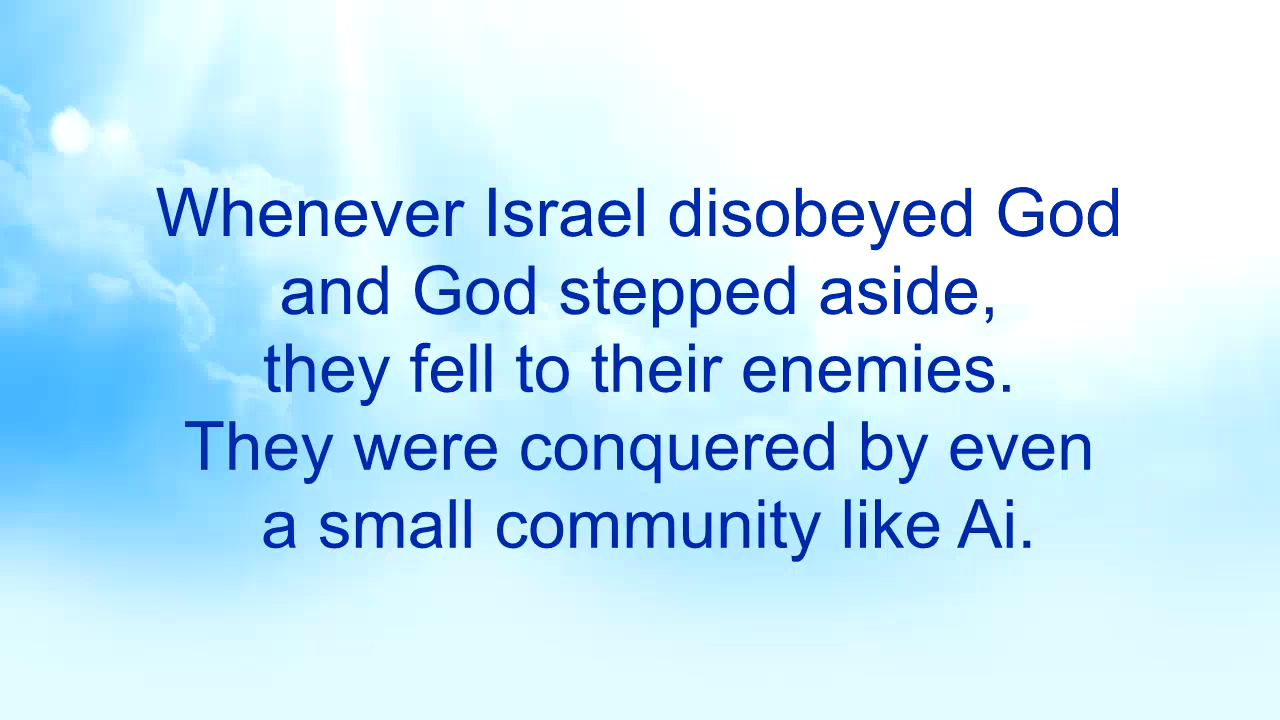 Whenever Israel disobeyed God
and God stepped aside,
they fell to their enemies.
They were conquered by even
a small community like Ai.